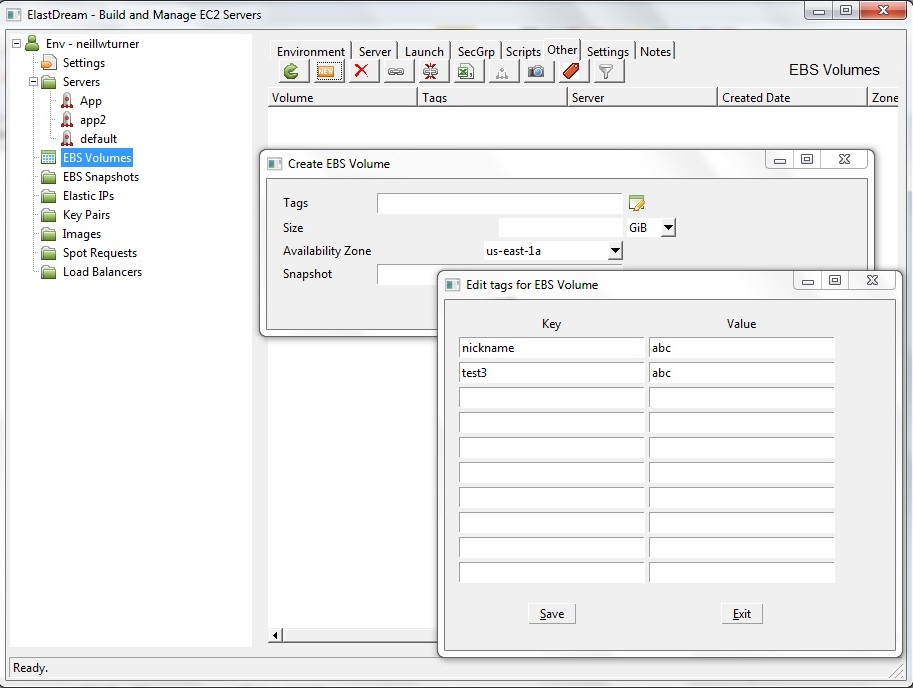 ElastDream - Build and Manage EC2 Servers
Env - neillwturner
Settings
Servers
App
app2
default
EBS Volumes
EBS Snapshots
Elastic IPs
Key Pairs
Images
Spot Requests
Load Balancers
Environment Server Launch SecGrp Scripts Other Settings Notes
NEW
EBS Volumes
Volume Tags Server Created Date Zone
Create EBS Volume
Tags
Size GiB
Availability Zone us-east-1a
Snapshot
Edit tags for EBS Volume
Key Value
nickname abc
test3 abc
Save Exit
Ready.